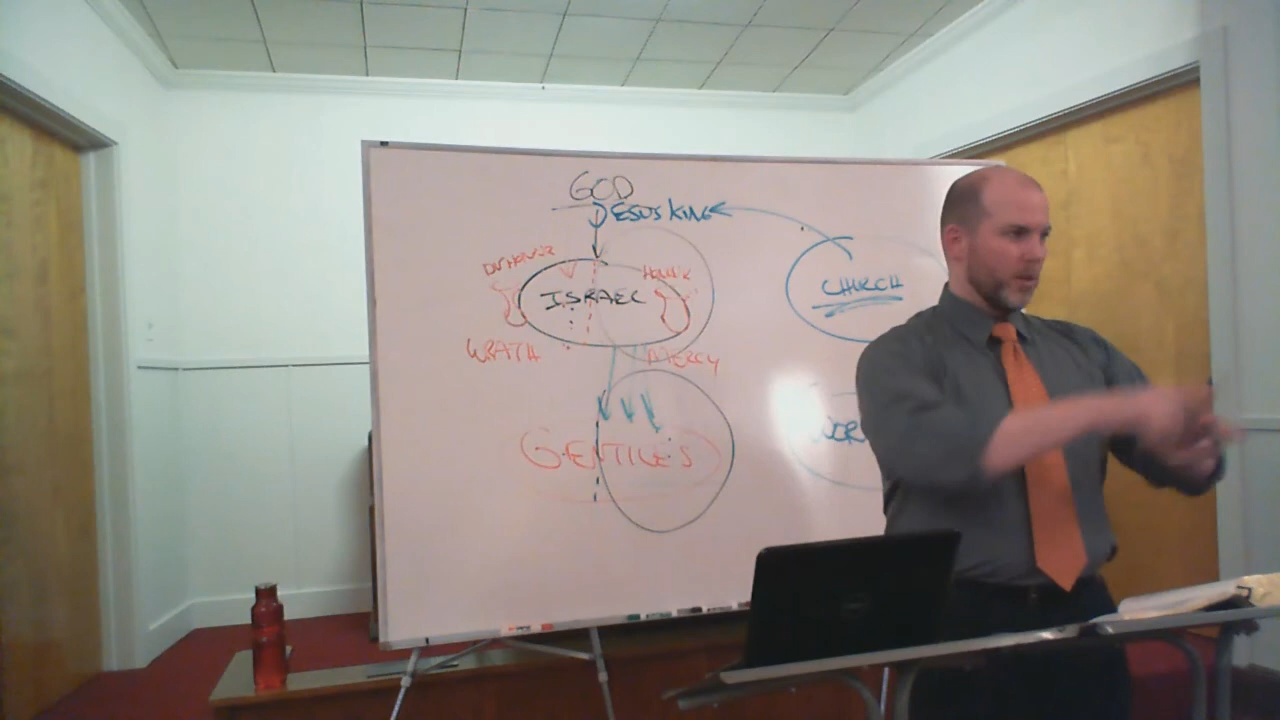 GOD
JESUS KING
DISHONOR
HONOR
ISRAEL
CHURCH
WRATH
MERCY
GENTILES